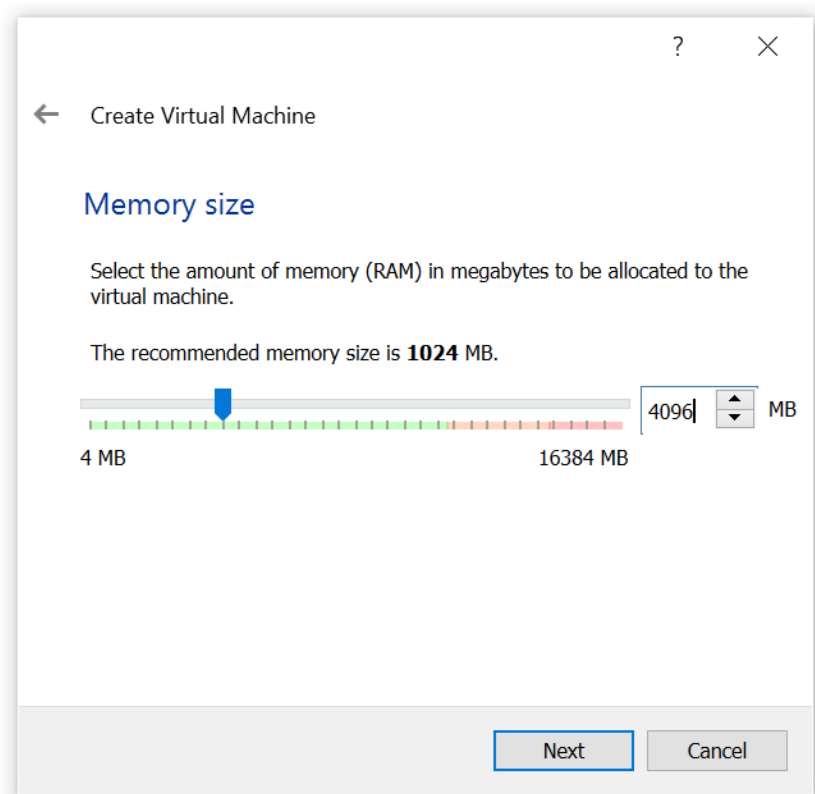 ?
Create Virtual Machine
Memory size
Select the amount of memory (RAM) in megabytes to be allocated to the
virtual machine.
The recommended memory size is 1024 MB.
4096 MB
4 MB 16384 MB
Next Cancel